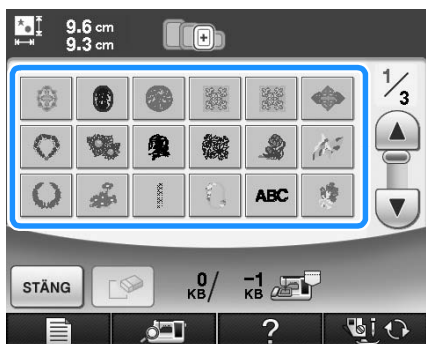 9.6 cm
9.3 cm
1/3
ABC
STÄNG
0 KB/ -1 KB
?
i